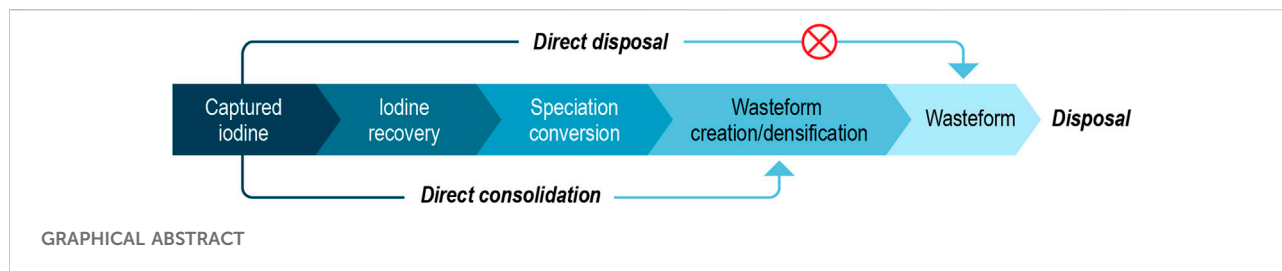 Direct disposal
Captured
iodine
Iodine
recovery
Speciation
conversion
Wasteform
creation/densification
Wasteform
Disposal
Direct consolidation
GRAPHICAL ABSTRACT